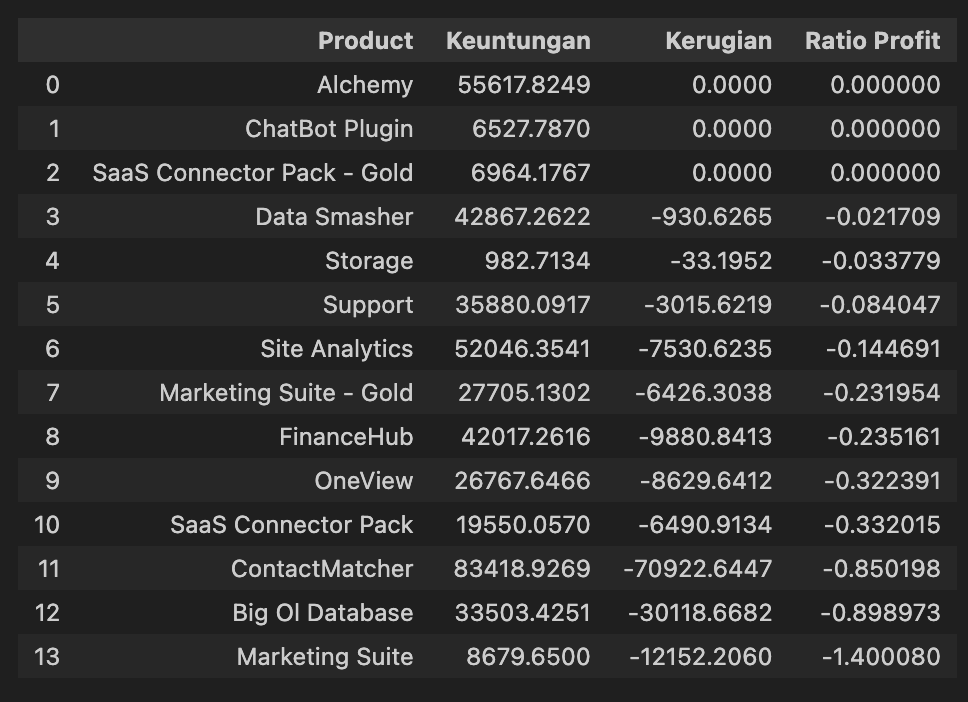 Product Keuntungan Kerugian Ratio Profit
0 Alchemy 55617.8249 0.0000 0.000000
1 ChatBot Plugin 6527.7870 0.0000 0.000000
2 SaaS Connector Pack - Gold 6964.1767 0.0000 0.000000
3 Data Smasher 42867.2622 -930.6265 -0.021709
4 Storage 982.7134 -33.1952 -0.033779
5 Support 35880.0917 -3015.6219 -0.084047
6 Site Analytics 52046.3541 -7530.6235 -0.144691
7 Marketing Suite - Gold 27705.1302 -6426.3038 -0.231954
8 FinanceHub 42017.2616 -9880.8413 -0.235161
9 OneView 26767.6466 -8629.6412 -0.322391
10 SaaS Connector Pack 19550.0570 -6490.9134 -0.332015
11 ContactMatcher 83418.9269 -70922.6447 -0.850198
12 Big Ol Database 33503.4251 -30118.6682 -0.898973
13 Marketing Suite 8679.6500 -12152.2060 -1.400080